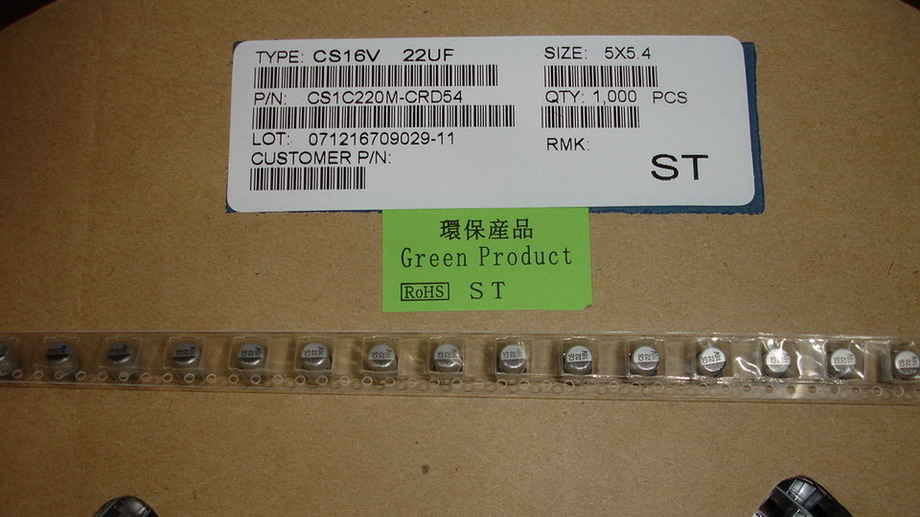 TYPE: CS16V 22UF SIZE: 5X5.4
P/N: CS1C220M-CRD54 QTY: 1,000 PCS
LOT: 071216709029-11 RMK:
CUSTOMER P/N:
ST
環保産品
Green Product
RoHS ST